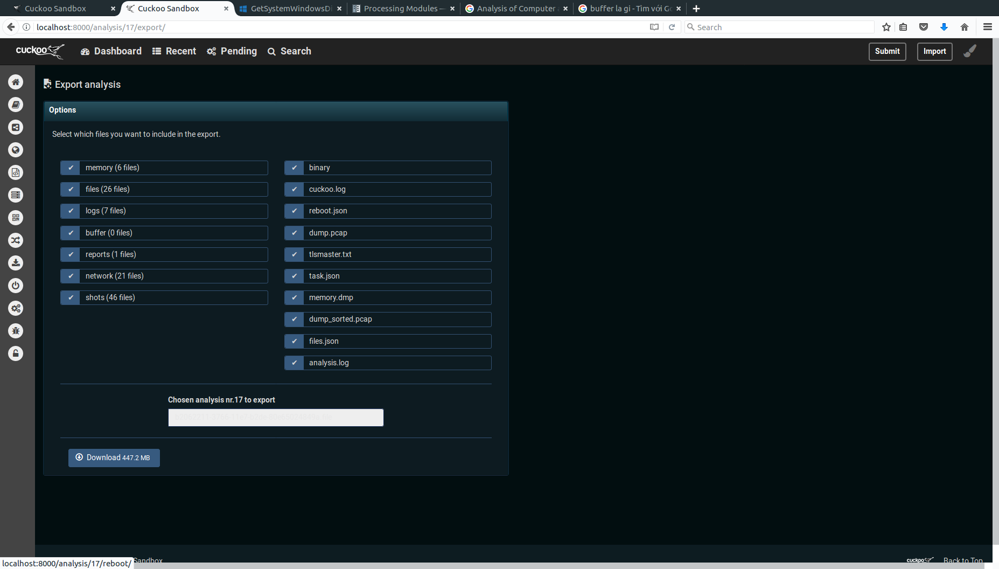 Cuckoo Sandbox
Cuckoo Sandbox
GetSystemWindowsDi
Processing Modules —
Analysis of Computer
buffer la gi - Tìm với Go
localhost:8000/analysis/17/export/
Search
cuckoo
Dashboard
Recent
Pending
Search
Submit
Import
Export analysis
Options
Select which files you want to include in the export.
memory (6 files)
files (26 files)
logs (7 files)
buffer (0 files)
reports (1 files)
network (21 files)
shots (46 files)
binary
cuckoo.log
reboot.json
dump.pcap
tlsmaster.txt
task.json
memory.dmp
dump_sorted.pcap
files.json
analysis.log
Chosen analysis nr.17 to export
Download 447.2 MB
Sandbox
cuckoo
Back to Top
localhost:8000/analysis/17/reboot/